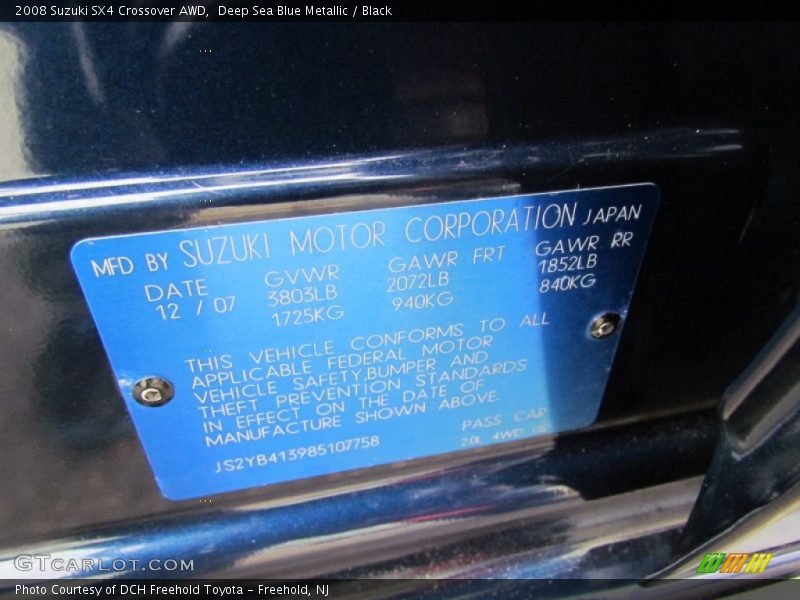 2008 Suzuki SX4 Crossover AWD, Deep Sea Blue Metallic / Black
MFD BY SUZUKI MOTOR CORPORATION JAPAN
DATE GVWR GAWR FRT GAWR RR
12 / 07 3803LB 2072LB 1852LB
1725KG 940KG 840KG
THIS VEHICLE CONFORMS TO ALL
APPLICABLE FEDERAL MOTOR
VEHICLE SAFETY,BUMPER AND
THEFT PREVENTION STANDARDS
IN EFFECT ON THE DATE OF
MANUFACTURE SHOWN ABOVE.
JS2YB413985107758
PASS CAR
2.0L 4WD
GTCARLOT.COM
Photo Courtesy of DCH Freehold Toyota - Freehold, NJ